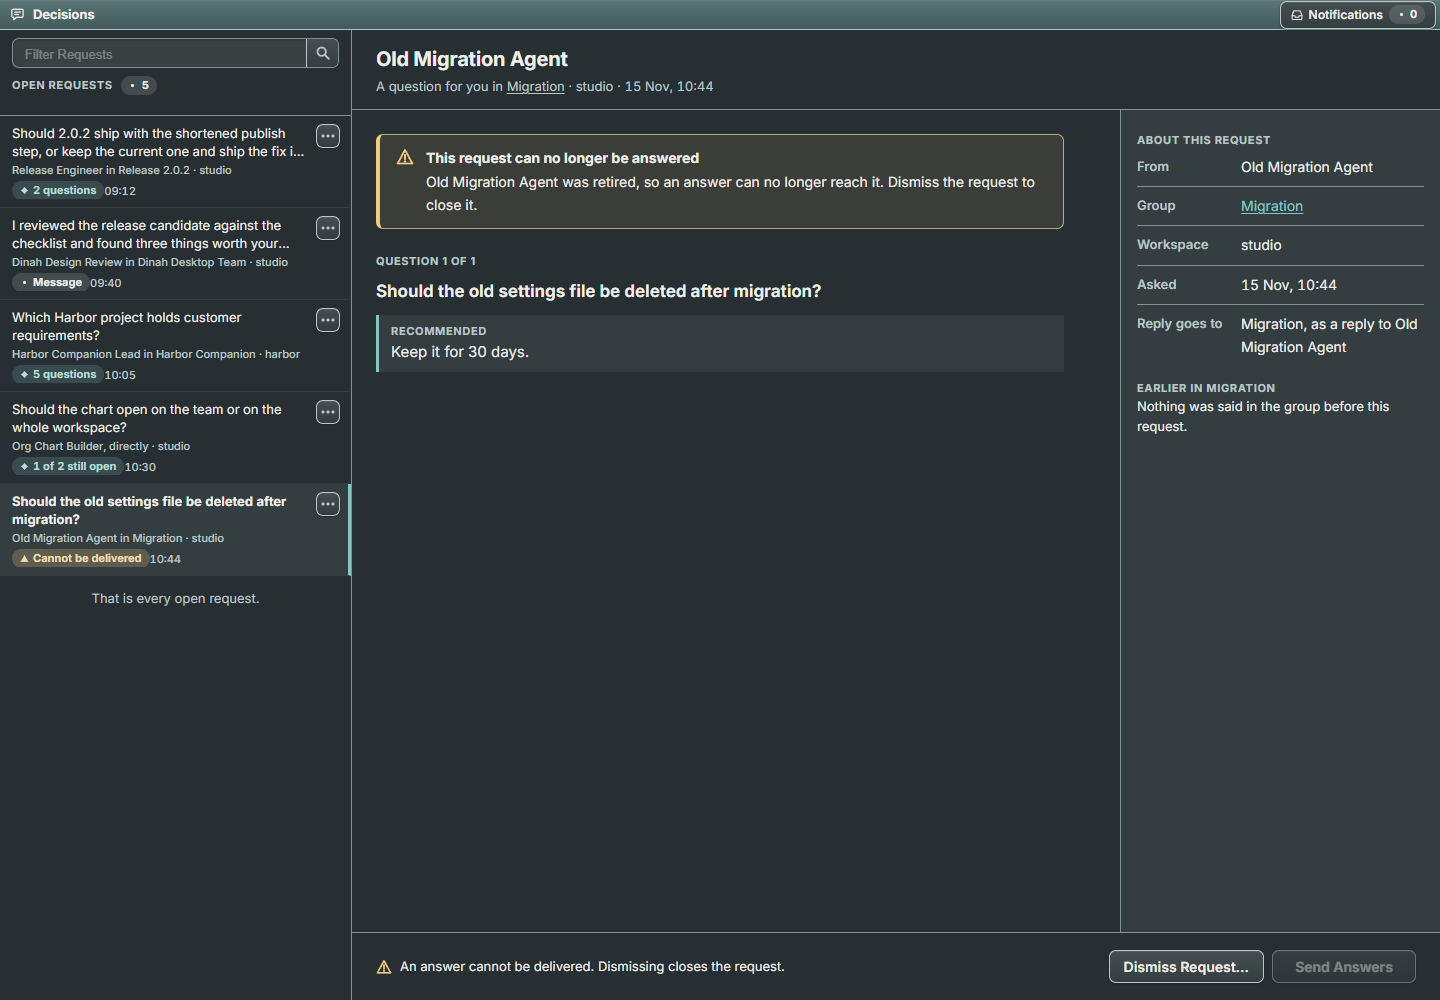 Decisions
Notifications • 0
Filter Requests
OPEN REQUESTS • 5
Should 2.0.2 ship with the shortened publish
step, or keep the current one and ship the fix i...
Release Engineer in Release 2.0.2 · studio
2 questions 09:12
I reviewed the release candidate against the
checklist and found three things worth your...
Dinah Design Review in Dinah Desktop Team · studio
• Message 09:40
Which Harbor project holds customer
requirements?
Harbor Companion Lead in Harbor Companion · harbor
5 questions 10:05
Should the chart open on the team or on the
whole workspace?
Org Chart Builder, directly · studio
1 of 2 still open 10:30
Should the old settings file be deleted after
migration?
Old Migration Agent in Migration · studio
Cannot be delivered 10:44
That is every open request.
Old Migration Agent
A question for you in Migration · studio · 15 Nov, 10:44
This request can no longer be answered
Old Migration Agent was retired, so an answer can no longer reach it. Dismiss the request to
close it.
QUESTION 1 OF 1
Should the old settings file be deleted after migration?
RECOMMENDED
Keep it for 30 days.
An answer cannot be delivered. Dismissing closes the request.
Dismiss Request...
Send Answers
ABOUT THIS REQUEST
From Old Migration Agent
Group Migration
Workspace studio
Asked 15 Nov, 10:44
Reply goes to Migration, as a reply to Old
Migration Agent
EARLIER IN MIGRATION
Nothing was said in the group before this
request.